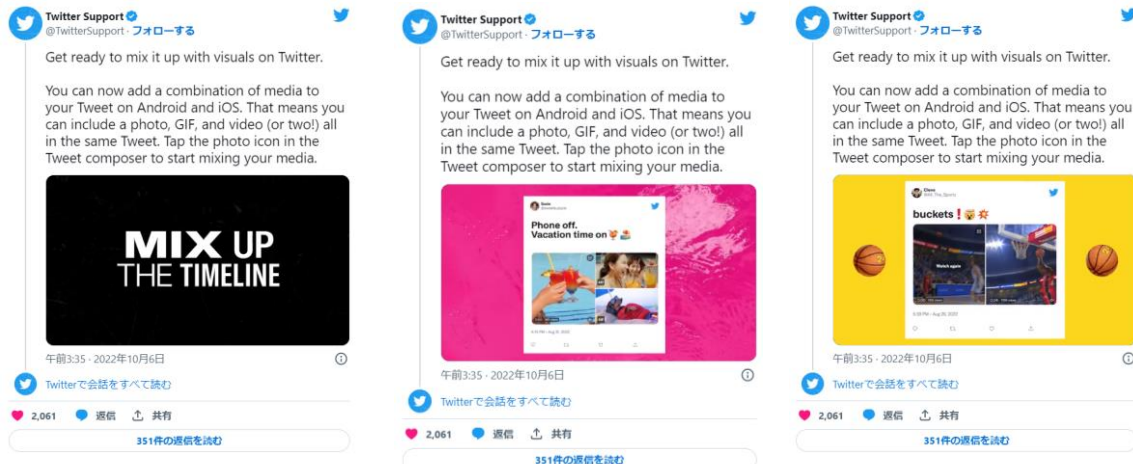 Twitter Support
@TwitterSupport · フォローする
Get ready to mix it up with visuals on Twitter.
You can now add a combination of media to
your Tweet on Android and iOS. That means you
can include a photo, GIF, and video (or two!) all
in the same Tweet. Tap the photo icon in the
Tweet composer to start mixing your media.
MIX UP
THE TIMELINE
午前3:35 · 2022年10月6日
Twitterで会話をすべて読む
2,061 返信 共有
351件の返信を読む
Twitter Support
@TwitterSupport · フォローする
Get ready to mix it up with visuals on Twitter.
You can now add a combination of media to
your Tweet on Android and iOS. That means you
can include a photo, GIF, and video (or two!) all
in the same Tweet. Tap the photo icon in the
Tweet composer to start mixing your media.
Phone off.
Vacation time on
午前3:35 · 2022年10月6日
Twitterで会話をすべて読む
2,061 返信 共有
351件の返信を読む
Twitter Support
@TwitterSupport · フォローする
Get ready to mix it up with visuals on Twitter.
You can now add a combination of media to
your Tweet on Android and iOS. That means you
can include a photo, GIF, and video (or two!) all
in the same Tweet. Tap the photo icon in the
Tweet composer to start mixing your media.
buckets❗
Watch again
午前3:35 · 2022年10月6日
Twitterで会話をすべて読む
2,061 返信 共有
351件の返信を読む